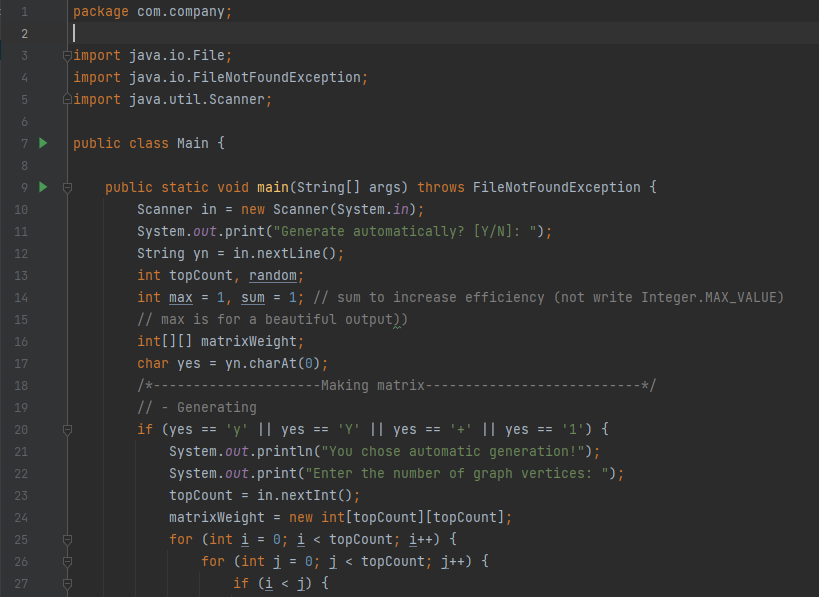 1 package com.company;
2
3 import java.io.File;
4 import java.io.FileNotFoundException;
5 import java.util.Scanner;
6
7 public class Main {
8
9     public static void main(String[] args) throws FileNotFoundException {
10         Scanner in = new Scanner(System.in);
11         System.out.print("Generate automatically? [Y/N]: ");
12         String yn = in.nextLine();
13         int topCount, random;
14         int max = 1, sum = 1; // sum to increase efficiency (not write Integer.MAX_VALUE)
15         // max is for a beautiful output))
16         int[][] matrixWeight;
17         char yes = yn.charAt(0);
18         /*---------------------Making matrix---------------------------*/
19         // - Generating
20         if (yes == 'y' || yes == 'Y' || yes == '+' || yes == '1') {
21             System.out.println("You chose automatic generation!");
22             System.out.print("Enter the number of graph vertices: ");
23             topCount = in.nextInt();
24             matrixWeight = new int[topCount][topCount];
25             for (int i = 0; i < topCount; i++) {
26                 for (int j = 0; j < topCount; j++) {
27                     if (i < j) {